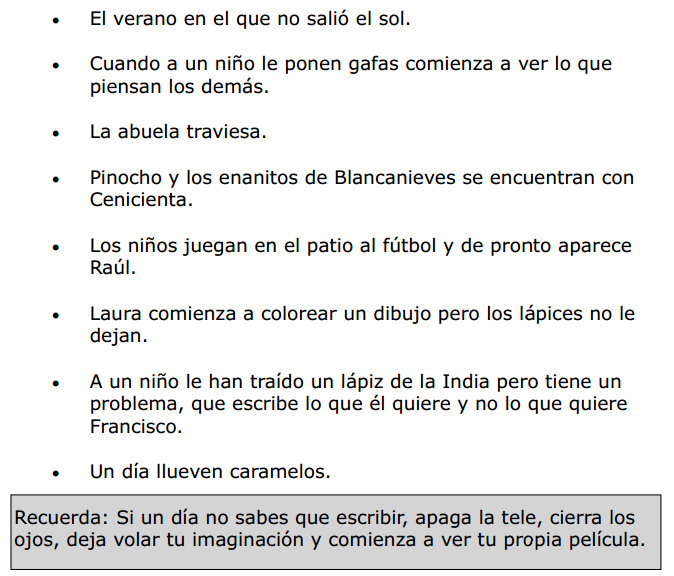 • El verano en el que no salió el sol.
• Cuando a un niño le ponen gafas comienza a ver lo que
piensan los demás.
• La abuela traviesa.
• Pinocho y los enanitos de Blancanieves se encuentran con
Cenicienta.
• Los niños juegan en el patio al fútbol y de pronto aparece
Raúl.
• Laura comienza a colorear un dibujo pero los lápices no le
dejan.
• A un niño le han traído un lápiz de la India pero tiene un
problema, que escribe lo que él quiere y no lo que quiere
Francisco.
• Un día llueven caramelos.
Recuerda: Si un día no sabes que escribir, apaga la tele, cierra los
ojos, deja volar tu imaginación y comienza a ver tu propia película.